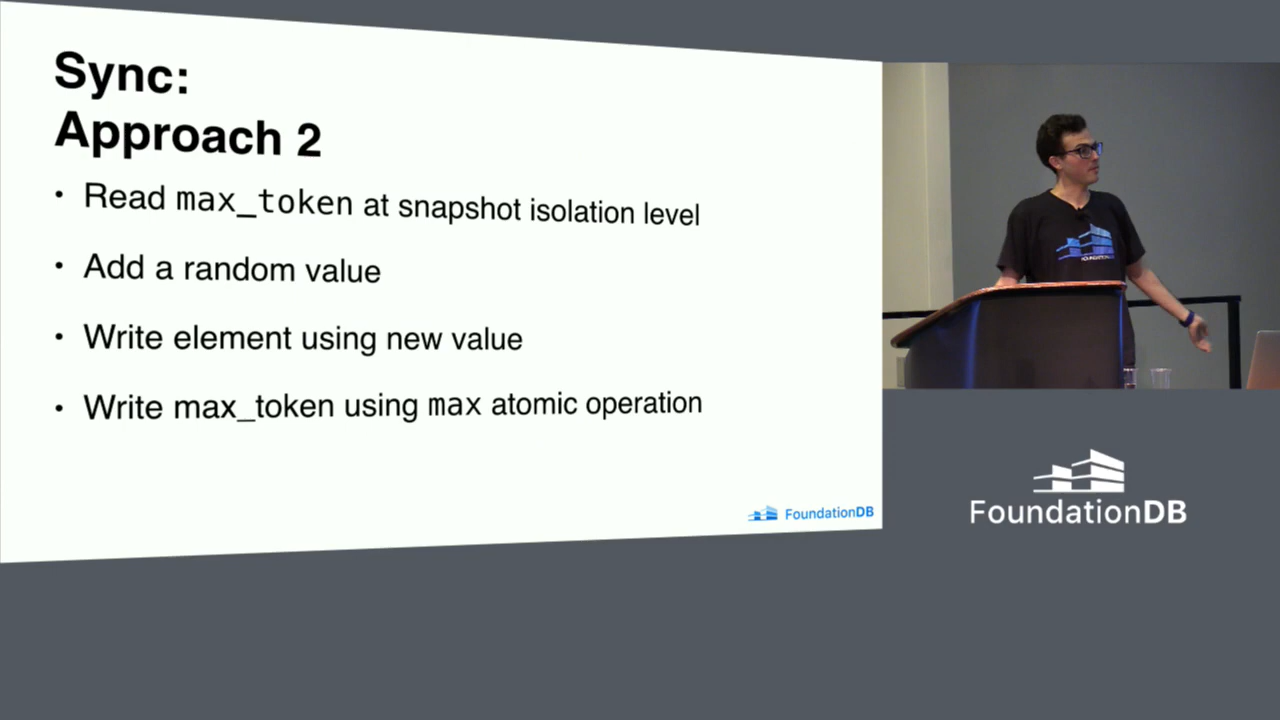 Sync:
Approach 2
• Read max_token at snapshot isolation level
• Add a random value
• Write element using new value
• Write max_token using max atomic operation
FoundationDB
FoundationDB